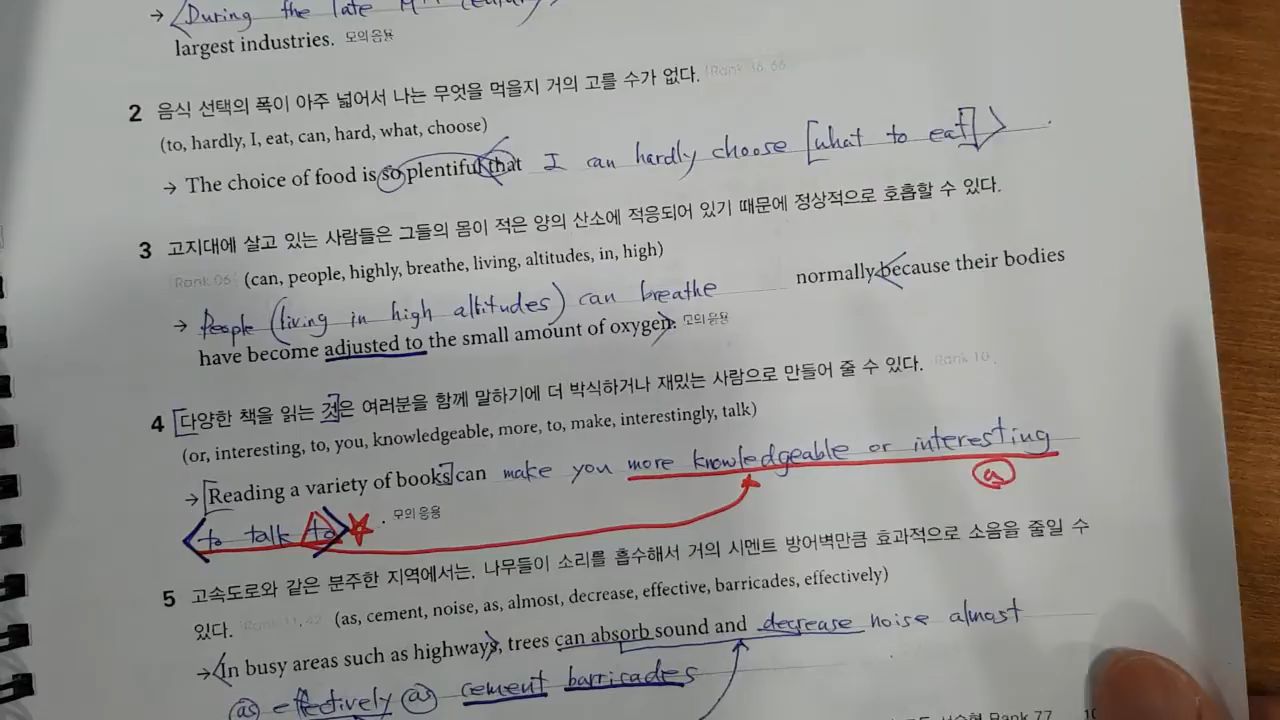 → <During the late
largest industries. 모의응용
2 음식 선택의 폭이 아주 넓어서 나는 무엇을 먹을지 거의 고를 수가 없다. Rank 36, 66
(to, hardly, I, eat, can, hard, what, choose)
→ The choice of food is so plentiful that I can hardly choose [what to eat]>.
3 고지대에 살고 있는 사람들은 그들의 몸이 적은 양의 산소에 적응되어 있기 때문에 정상적으로 호흡할 수 있다.
Rank 06 (can, people, highly, breathe, living, altitudes, in, high)
→ People (living in high altitudes) can breathe normally <because their bodies
have become adjusted to the small amount of oxygen>. 모의응용
4 [다양한 책을 읽는 것]은 여러분을 함께 말하기에 더 박식하거나 재밌는 사람으로 만들어 줄 수 있다. Rank 10
(or, interesting, to, you, knowledgeable, more, to, make, interestingly, talk)
→ [Reading a variety of books] can make you more knowledgeable or interesting
ⓐ
<to talk to>☆. 모의응용
5 고속도로와 같은 분주한 지역에서는, 나무들이 소리를 흡수해서 거의 시멘트 방어벽만큼 효과적으로 소음을 줄일 수
있다. Rank 11, 42 (as, cement, noise, as, almost, decrease, effective, barricades, effectively)
→ <In busy areas such as highways>, trees can absorb sound and decrease noise almost
as effectively as cement barricades
Rank 77